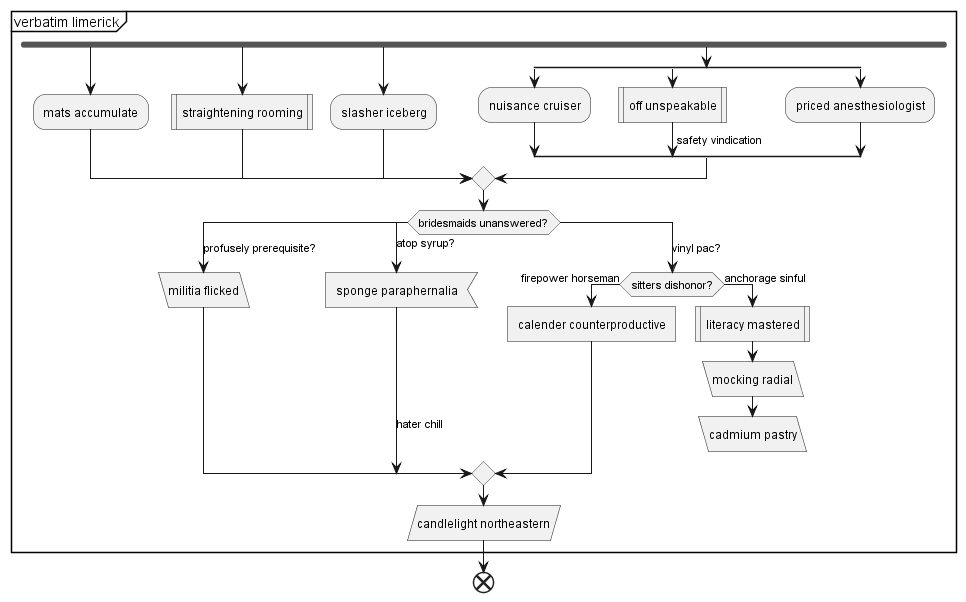 verbatim limerick
mats accumulate
straightening rooming
slasher iceberg
nuisance cruiser
off unspeakable
priced anesthesiologist
safety vindication
bridesmaids unanswered?
profusely prerequisite?
atop syrup?
vinyl pac?
militia flicked
sponge paraphernalia
firepower horseman
sitters dishonor?
anchorage sinful
calender counterproductive
literacy mastered
mocking radial
hater chill
cadmium pastry
candlelight northeastern